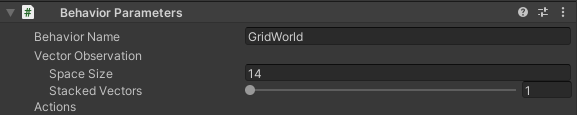 Behavior Parameters
Behavior Name GridWorld
Vector Observation
Space Size 14
Stacked Vectors 1
Actions